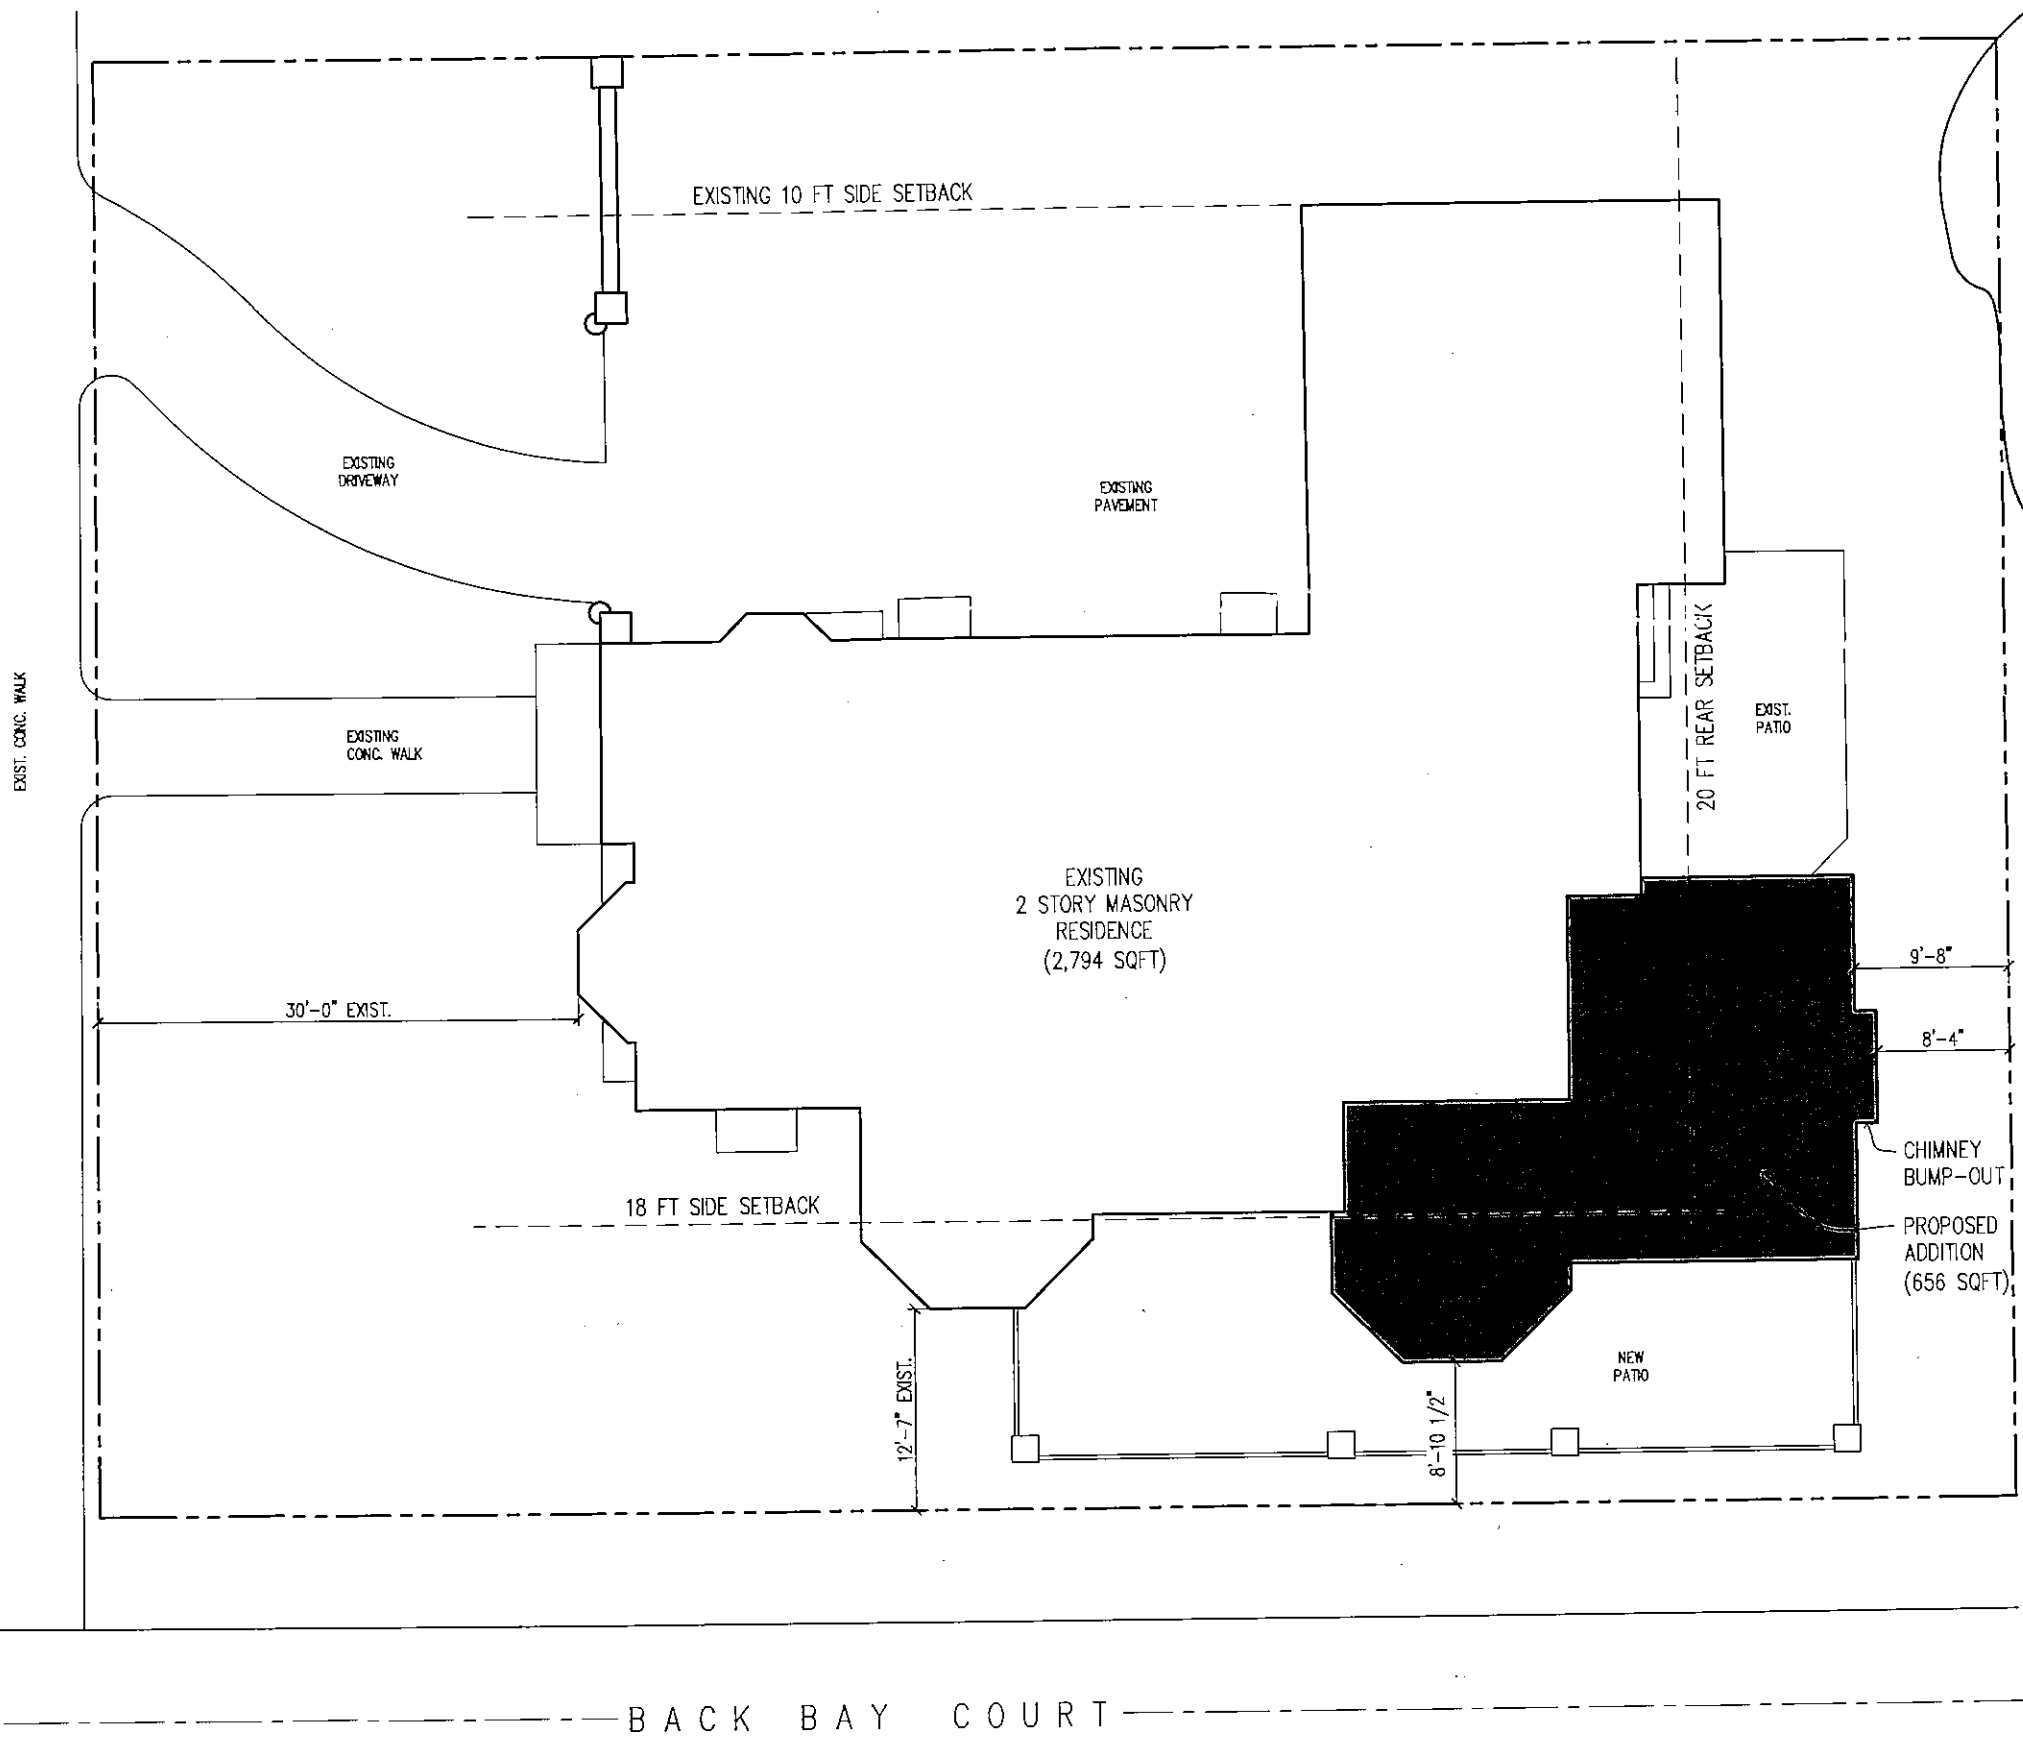 EXISTING 10 FT SIDE SETBACK
EXISTING
DRIVEWAY
EXISTING
PAVEMENT
EXIST. CONC. WALK
EXISTING
CONC. WALK
20 FT REAR SETBACK
EXIST.
PATIO
EXISTING
2 STORY MASONRY
RESIDENCE
(2,794 SQFT)
9'-8"
30'-0" EXIST.
8'-4"
CHIMNEY
BUMP-OUT
18 FT SIDE SETBACK
PROPOSED
ADDITION
(656 SQFT)
12'-7" EXIST.
8'-10 1/2"
NEW
PATIO
BACK BAY COURT